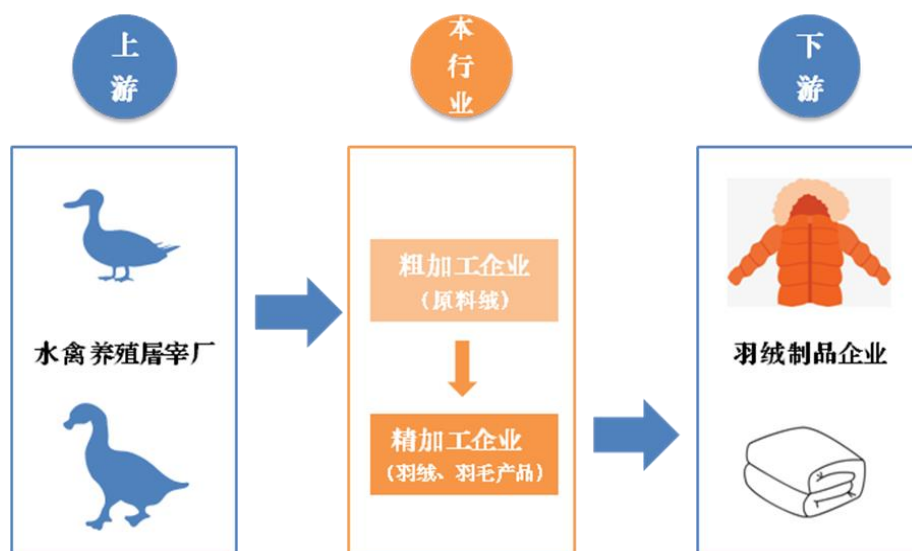 上游
本行业
下游
水禽养殖屠宰厂
粗加工企业
（原料绒）
精加工企业
（羽绒、羽毛产品）
羽绒制品企业